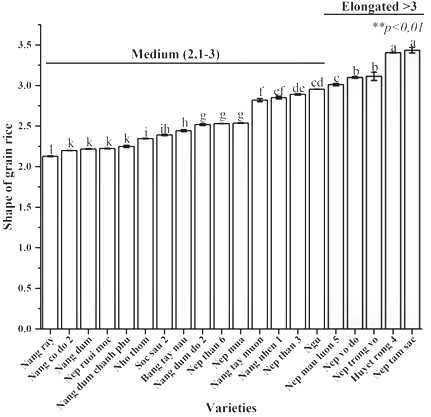 Elongated >3
**p<0,01
Medium (2,1-3)
3.5
3.0
2.5
2.0
1.5
1.0
0.5
0.0
l k k k k i ih h g g g f ef de cd c b b a a
Shape of grain rice
Nang ray
Nang co do 2
Nang dum
Nep ruoi moc
Nang dum chanh phu
Nho thom
Soc sau 2
Bang tay nau
Nang dum do 2
Nep than 6
Nep mua
Nang tay muon
Nang nhen 1
Nep than 3
Ngu
Nep mau luon 5
Nep vo do
Nep trong vo
Huyet rong 4
Nep tam sac
Varieties